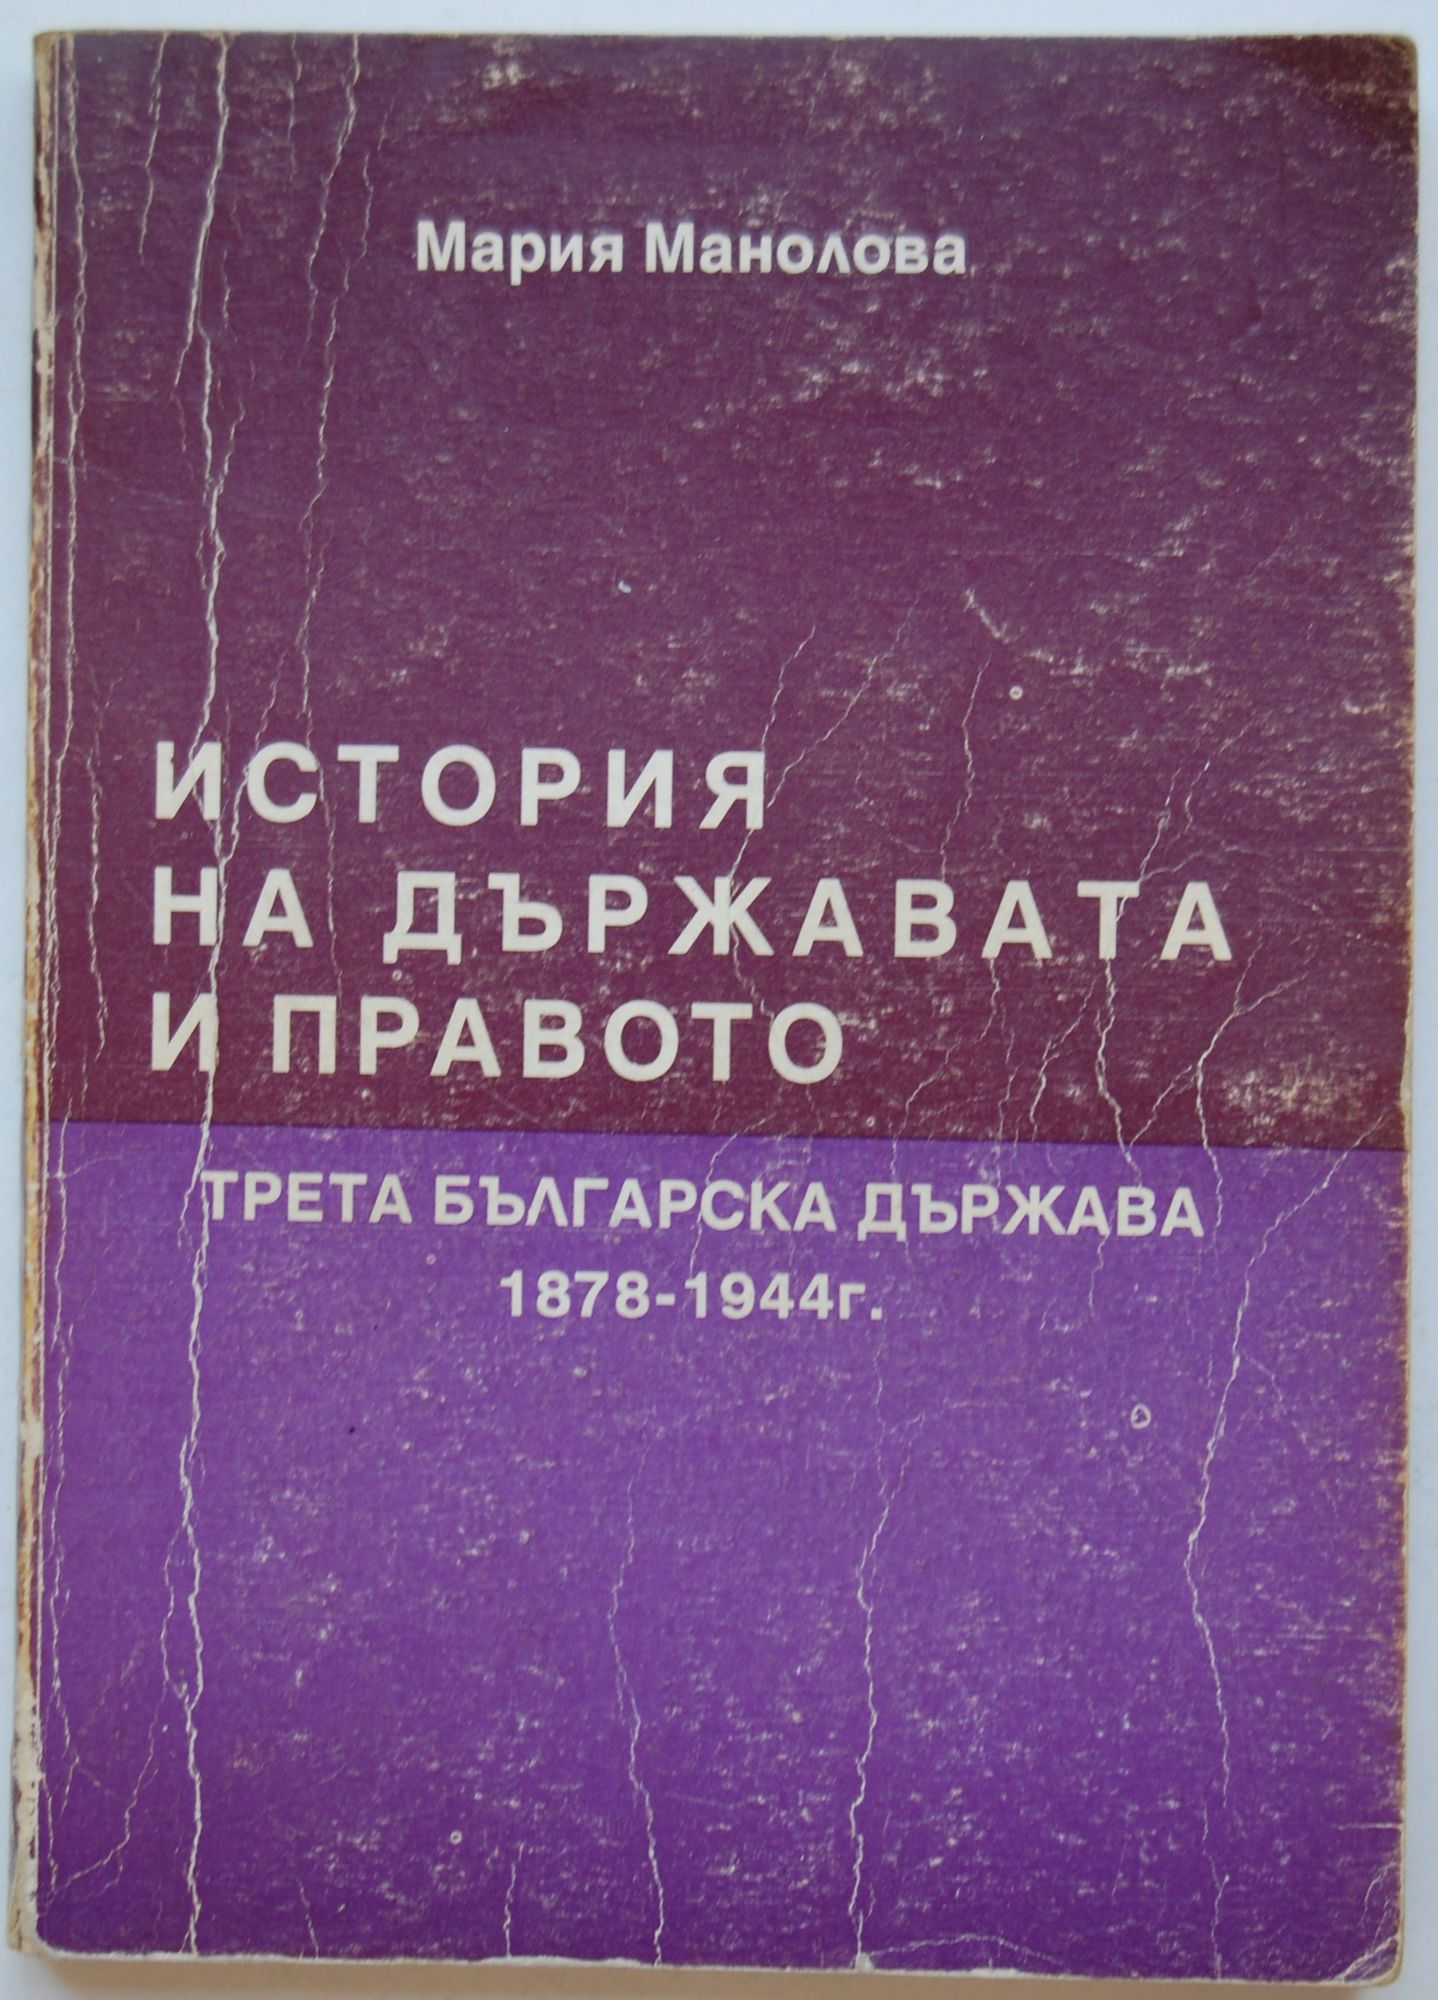 Мария Манолова
ИСТОРИЯ
НА ДЪРЖАВАТА
И ПРАВОТО
ТРЕТА БЪЛГАРСКА ДЪРЖАВА
1878-1944г.